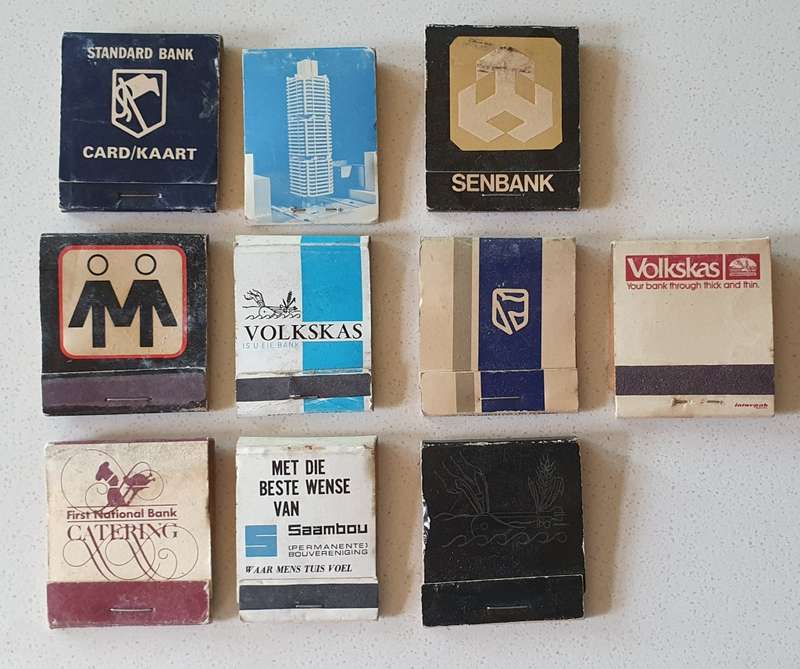 STANDARD BANK
CARD/KAART
SENBANK
VOLKSKAS
IS U EIE BANK
Volkskas
Your bank through thick and thin.
interpak
First National Bank
CATERING
MET DIE
BESTE WENSE
VAN
Saambou
(PERMANENTE)
BOUVERENIGING
WAAR MENS TUIS VOEL